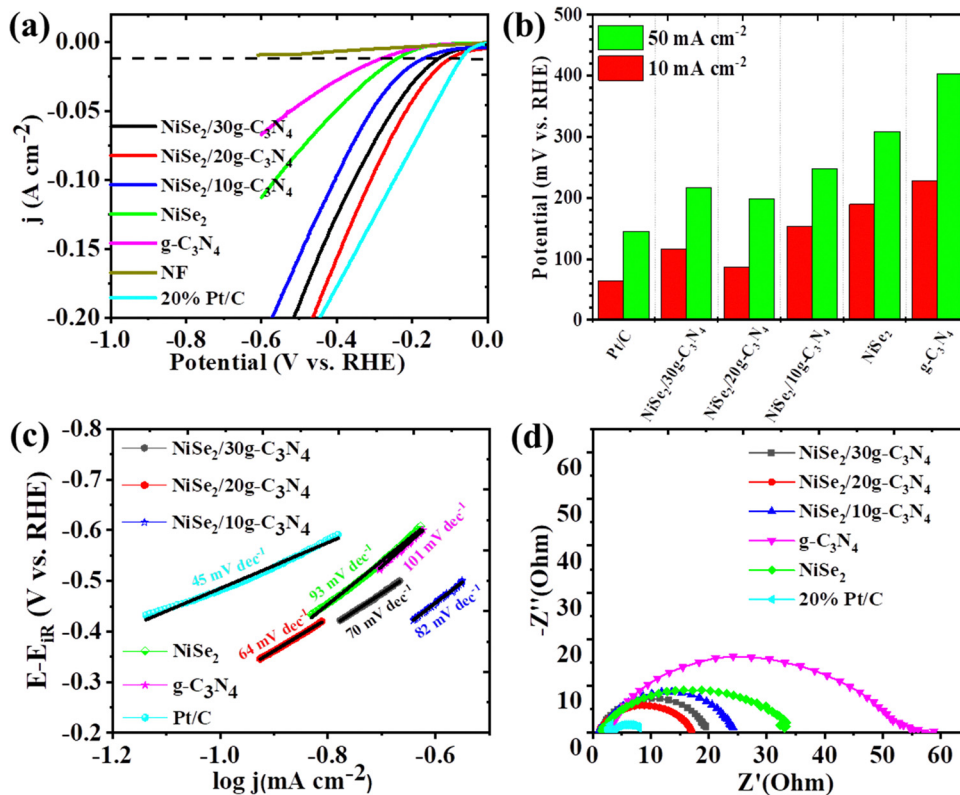 (a)
0.00
-0.05
-0.10
-0.15
-0.20
j (A cm⁻²)
NiSe₂/30g-C₃N₄
NiSe₂/20g-C₃N₄
NiSe₂/10g-C₃N₄
NiSe₂
g-C₃N₄
NF
20% Pt/C
-1.0 -0.8 -0.6 -0.4 -0.2 0.0
Potential (V vs. RHE)
(b)
500
400
300
200
100
0
Potential (mV vs. RHE)
50 mA cm⁻²
10 mA cm⁻²
Pt/C
NiSe₂/30g-C₃N₄
NiSe₂/20g-C₃N₄
NiSe₂/10g-C₃N₄
NiSe₂
g-C₃N₄
(c)
-0.8
-0.7
-0.6
-0.5
-0.4
-0.3
-0.2
E-E_iR (V vs. RHE)
NiSe₂/30g-C₃N₄
NiSe₂/20g-C₃N₄
NiSe₂/10g-C₃N₄
45 mV dec⁻¹
93 mV dec⁻¹
101 mV dec⁻¹
64 mV dec⁻¹
70 mV dec⁻¹
82 mV dec⁻¹
NiSe₂
g-C₃N₄
Pt/C
-1.2 -1.0 -0.8 -0.6
log j(mA cm⁻²)
(d)
60
50
40
30
20
10
0
-Z''(Ohm)
NiSe₂/30g-C₃N₄
NiSe₂/20g-C₃N₄
NiSe₂/10g-C₃N₄
g-C₃N₄
NiSe₂
20% Pt/C
0 10 20 30 40 50 60
Z'(Ohm)